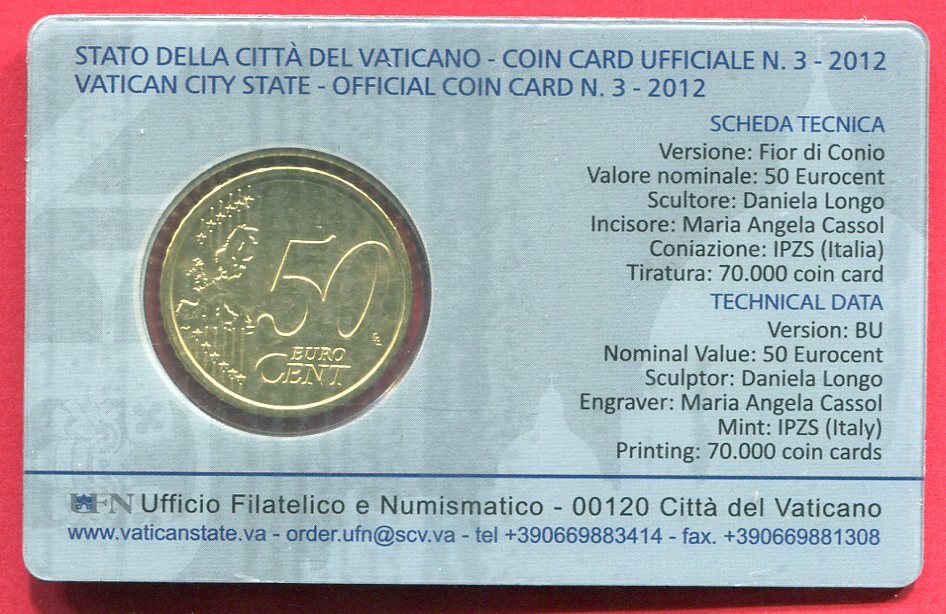 STATO DELLA CITTÀ DEL VATICANO - COIN CARD UFFICIALE N. 3 - 2012
VATICAN CITY STATE - OFFICIAL COIN CARD N. 3 - 2012
SCHEDA TECNICA
Versione: Fior di Conio
Valore nominale: 50 Eurocent
Scultore: Daniela Longo
Incisore: Maria Angela Cassol
Coniazione: IPZS (Italia)
Tiratura: 70.000 coin card
TECHNICAL DATA
Version: BU
Nominal Value: 50 Eurocent
Sculptor: Daniela Longo
Engraver: Maria Angela Cassol
Mint: IPZS (Italy)
Printing: 70.000 coin cards
50
EURO
CENT
LL
UFN Ufficio Filatelico e Numismatico - 00120 Città del Vaticano
www.vaticanstate.va - order.ufn@scv.va - tel +390669883414 - fax. +390669881308